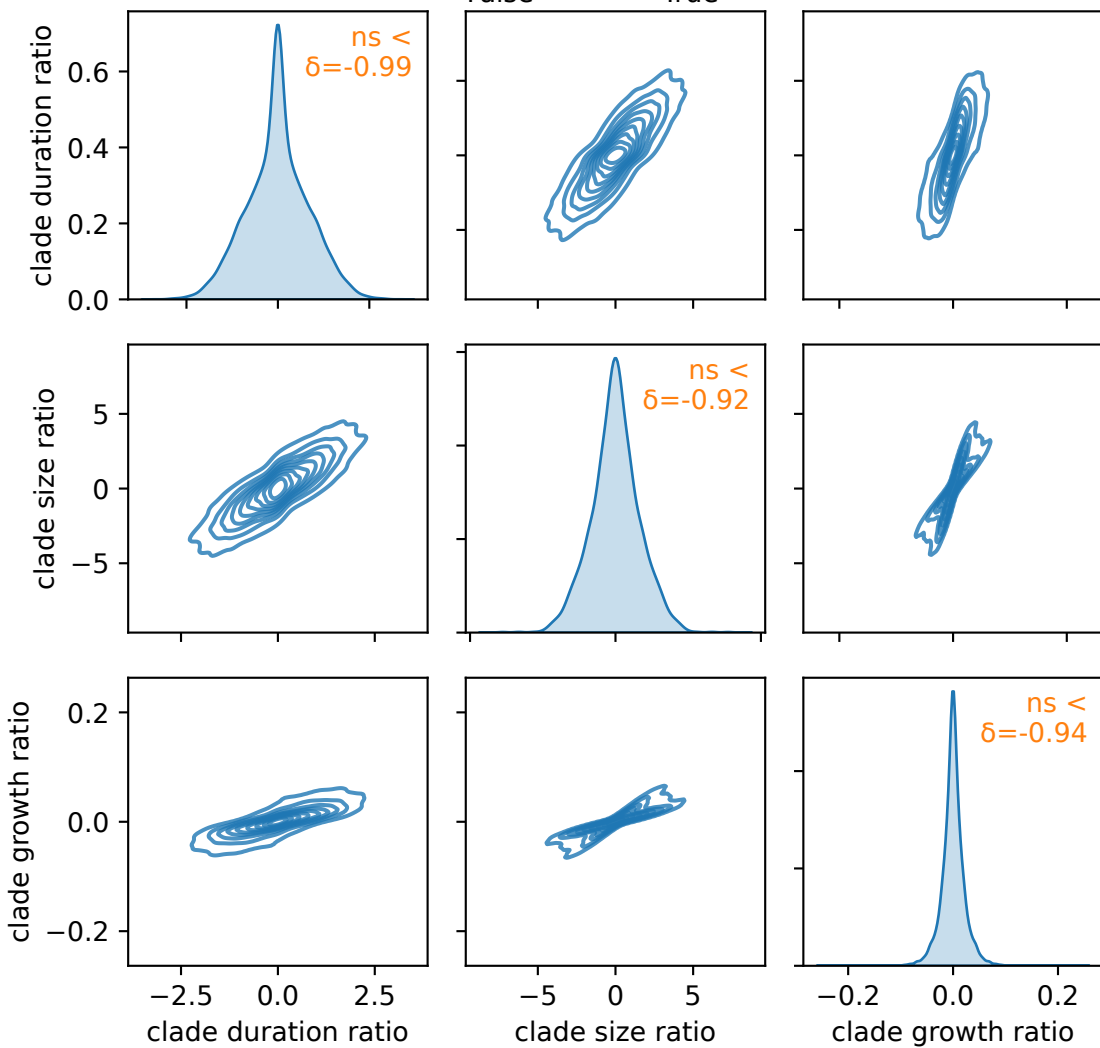 clade duration ratio
0.6
0.4
0.2
0.0
ns <
δ=-0.99
clade size ratio
5
0
−5
ns <
δ=-0.92
clade growth ratio
0.2
0.0
−0.2
ns <
δ=-0.94
−2.5 0.0 2.5
clade duration ratio
−5 0 5
clade size ratio
−0.2 0.0 0.2
clade growth ratio